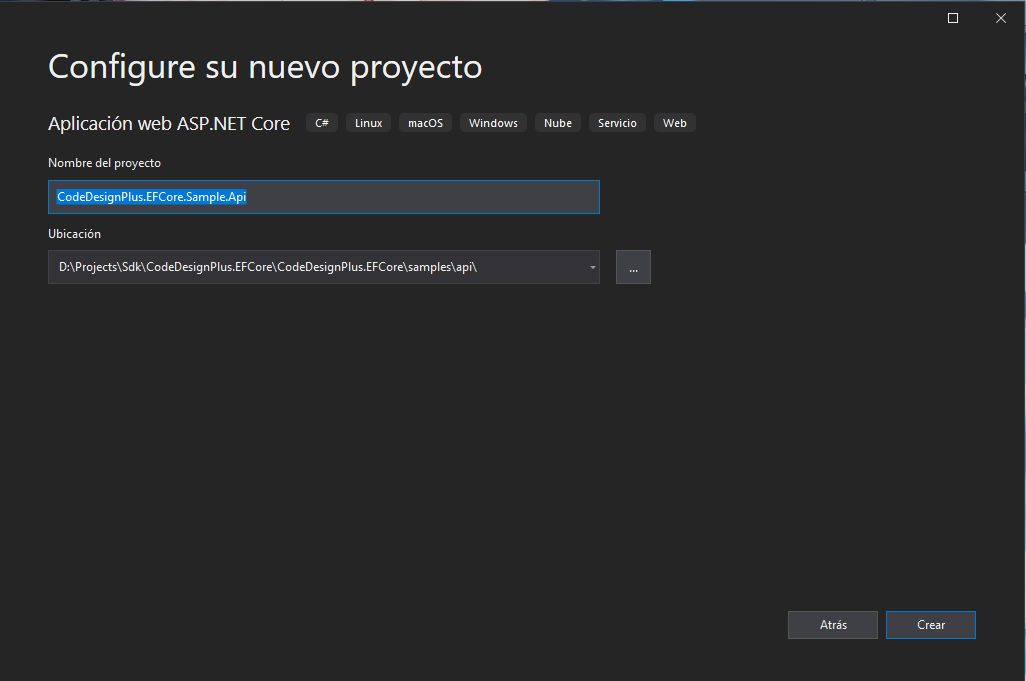 Configure su nuevo proyecto
Aplicación web ASP.NET Core C# Linux macOS Windows Nube Servicio Web
Nombre del proyecto
CodeDesignPlus.EFCore.Sample.Api
Ubicación
D:\Projects\Sdk\CodeDesignPlus.EFCore\CodeDesignPlus.EFCore\samples\api\ ...
Atrás Crear